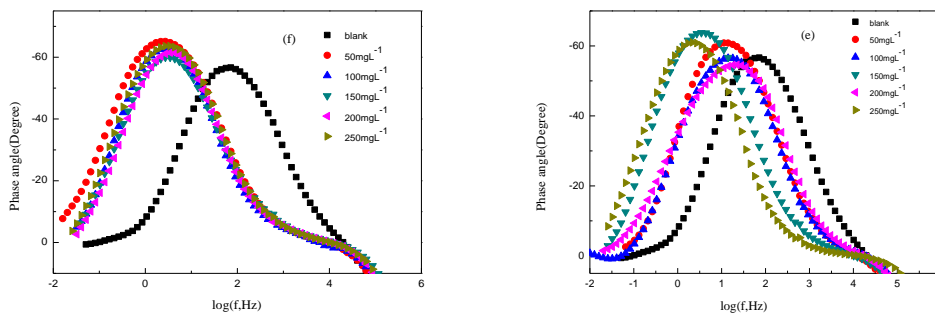 (f)
blank
50mgL-1
100mgL-1
150mgL-1
200mgL-1
250mgL-1
Phase angle(Degree)
-60
-40
-20
0
-2 0 2 4 6
log(f,Hz)
(e)
blank
50mgL-1
100mgL-1
150mgL-1
200mgL-1
250mgL-1
Phase angle(Degree)
-60
-40
-20
0
-2 -1 0 1 2 3 4 5 6
log(f,Hz)